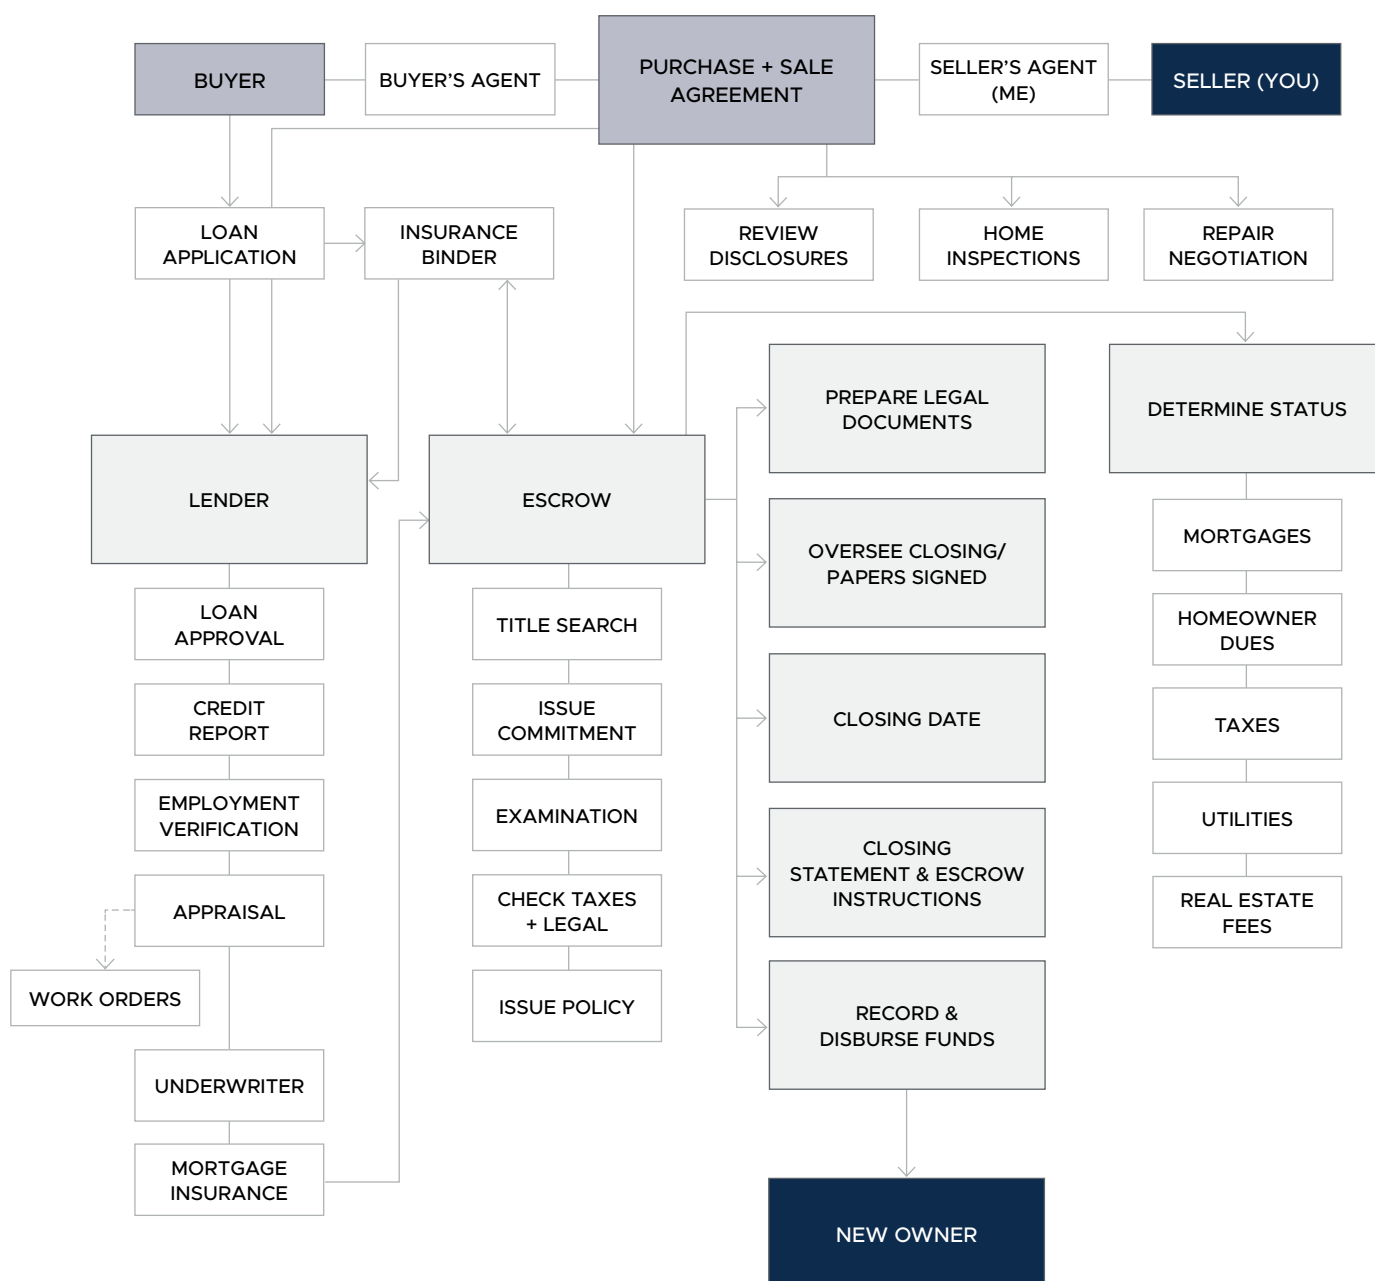 BUYER
BUYER'S AGENT
PURCHASE + SALE
AGREEMENT
SELLER'S AGENT
(ME)
SELLER (YOU)
LOAN
APPLICATION
INSURANCE
BINDER
REVIEW
DISCLOSURES
HOME
INSPECTIONS
REPAIR
NEGOTIATION
LENDER
ESCROW
PREPARE LEGAL
DOCUMENTS
DETERMINE STATUS
OVERSEE CLOSING/
PAPERS SIGNED
CLOSING DATE
CLOSING
STATEMENT & ESCROW
INSTRUCTIONS
RECORD &
DISBURSE FUNDS
NEW OWNER
LOAN
APPROVAL
CREDIT
REPORT
EMPLOYMENT
VERIFICATION
APPRAISAL
WORK ORDERS
UNDERWRITER
MORTGAGE
INSURANCE
TITLE SEARCH
ISSUE
COMMITMENT
EXAMINATION
CHECK TAXES
+ LEGAL
ISSUE POLICY
MORTGAGES
HOMEOWNER
DUES
TAXES
UTILITIES
REAL ESTATE
FEES